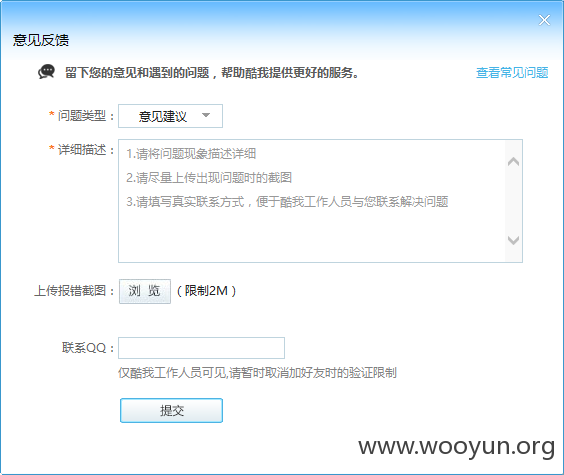 意见反馈
留下您的意见和遇到的问题，帮助酷我提供更好的服务。 查看常见问题
* 问题类型： 意见建议
* 详细描述： 1.请将问题现象描述详细
2.请尽量上传出现问题时的截图
3.请填写真实联系方式，便于酷我工作人员与您联系解决问题
上传报错截图： 浏 览 （限制2M）
联系QQ：
仅酷我工作人员可见,请暂时取消加好友时的验证限制
提交
www.wooyun.org